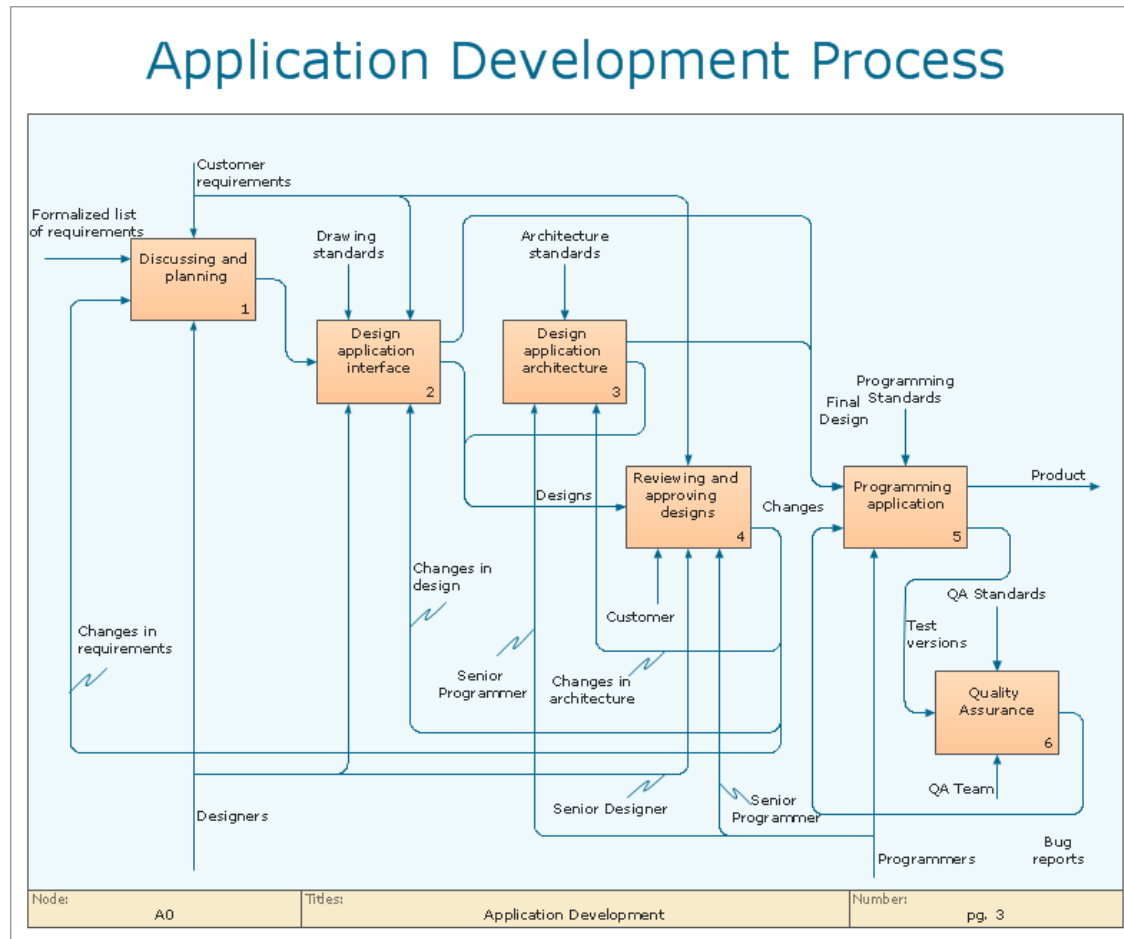 Application Development Process
Customer
requirements
Formalized list
of requirements
Discussing and
planning
1
Drawing
standards
Architecture
standards
Design
application
interface
2
Design
application
architecture
3
Programming
Standards
Final
Design
Reviewing and
approving
designs
4
Designs
Changes
Programming
application
5
Product
Changes in
design
Customer
QA Standards
Test
versions
Changes in
requirements
Senior
Programmer
Changes in
architecture
Quality
Assurance
6
QA Team
Senior Designer
Senior
Programmer
Designers
Programmers
Bug
reports
Node:
A0
Titles:
Application Development
Number:
pg. 3